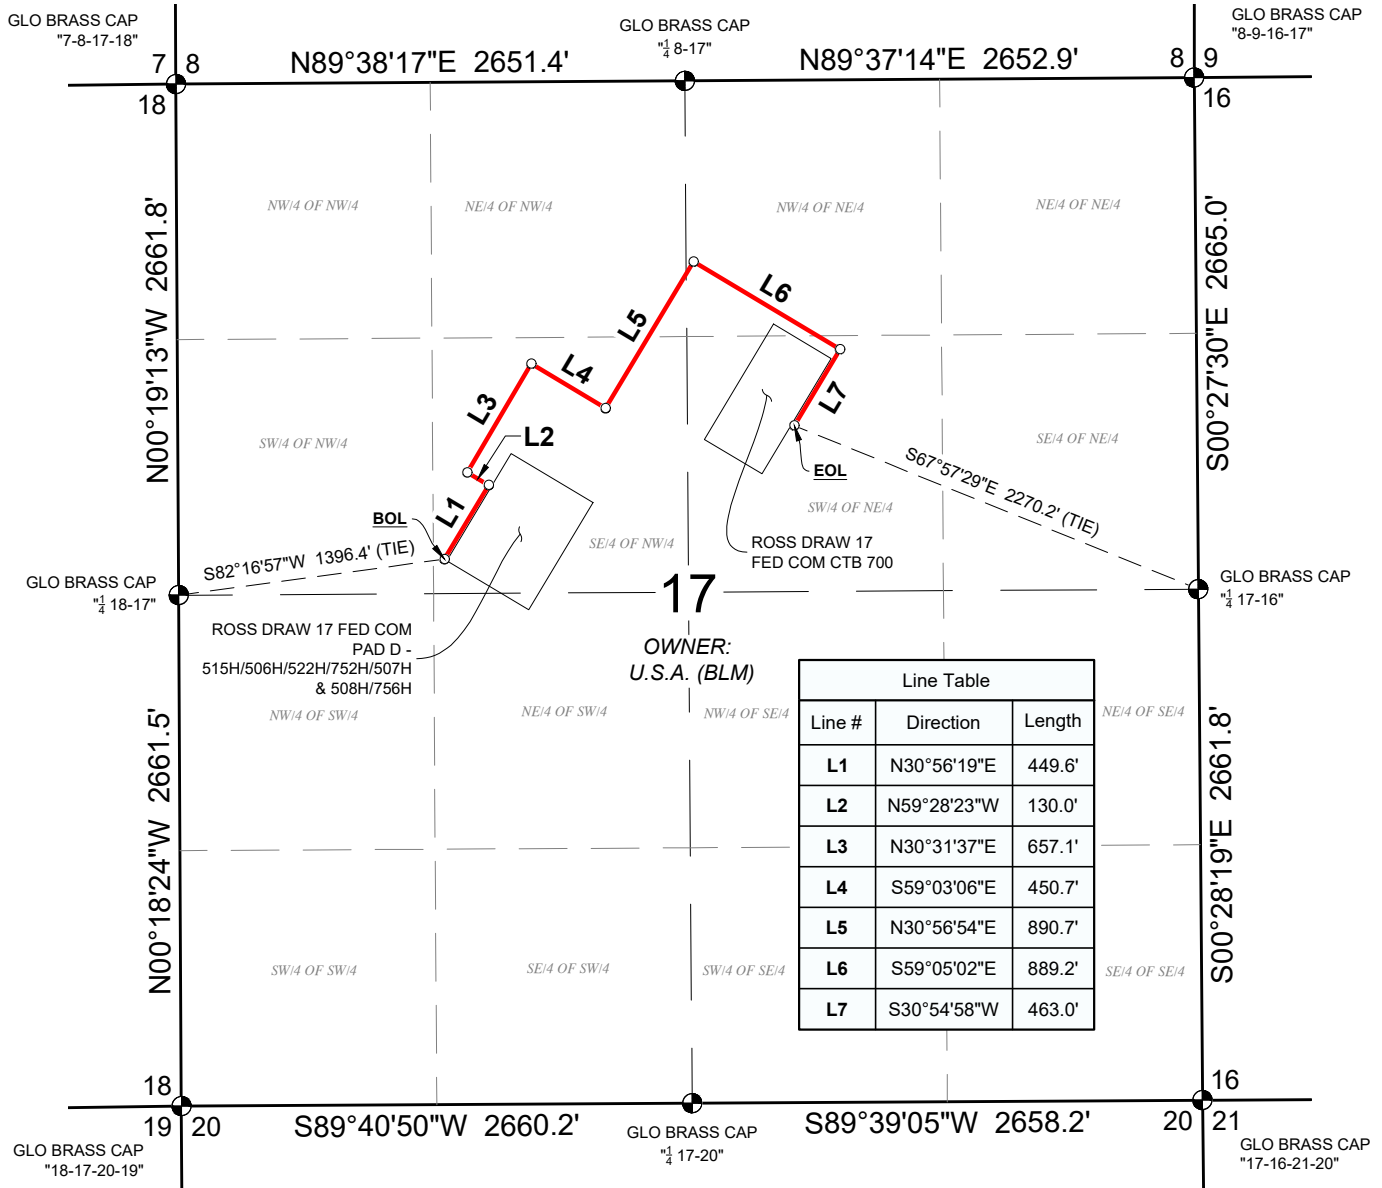 GLO BRASS CAP
"7-8-17-18"
GLO BRASS CAP
"1/4 8-17"
GLO BRASS CAP
"8-9-16-17"
7 8
18
N89°38'17"E 2651.4'
N89°37'14"E 2652.9'
8 9
16
NW/4 OF NW/4
NE/4 OF NW/4
NW/4 OF NE/4
NE/4 OF NE/4
N00°19'13"W 2661.8'
S00°27'30"E 2665.0'
L6
L5
L4
L3
L7
L2
SW/4 OF NW/4
SE/4 OF NE/4
S67°57'29"E 2270.2' (TIE)
EOL
L1
BOL
SW/4 OF NE/4
SE/4 OF NW/4
ROSS DRAW 17
FED COM CTB 700
S82°16'57"W 1396.4' (TIE)
GLO BRASS CAP
"1/4 18-17"
GLO BRASS CAP
"1/4 17-16"
17
OWNER:
U.S.A. (BLM)
ROSS DRAW 17 FED COM
PAD D -
515H/506H/522H/752H/507H
& 508H/756H
NW/4 OF SW/4
NE/4 OF SW/4
NW/4 OF SE/4
NE/4 OF SE/4
Line Table
Line # Direction Length
L1 N30°56'19"E 449.6'
L2 N59°28'23"W 130.0'
L3 N30°31'37"E 657.1'
L4 S59°03'06"E 450.7'
L5 N30°56'54"E 890.7'
L6 S59°05'02"E 889.2'
L7 S30°54'58"W 463.0'
N00°18'24"W 2661.5'
S00°28'19"E 2661.8'
SW/4 OF SW/4
SE/4 OF SW/4
SW/4 OF SE/4
SE/4 OF SE/4
18
19 20
S89°40'50"W 2660.2'
S89°39'05"W 2658.2'
16
20 21
GLO BRASS CAP
"18-17-20-19"
GLO BRASS CAP
"1/4 17-20"
GLO BRASS CAP
"17-16-21-20"